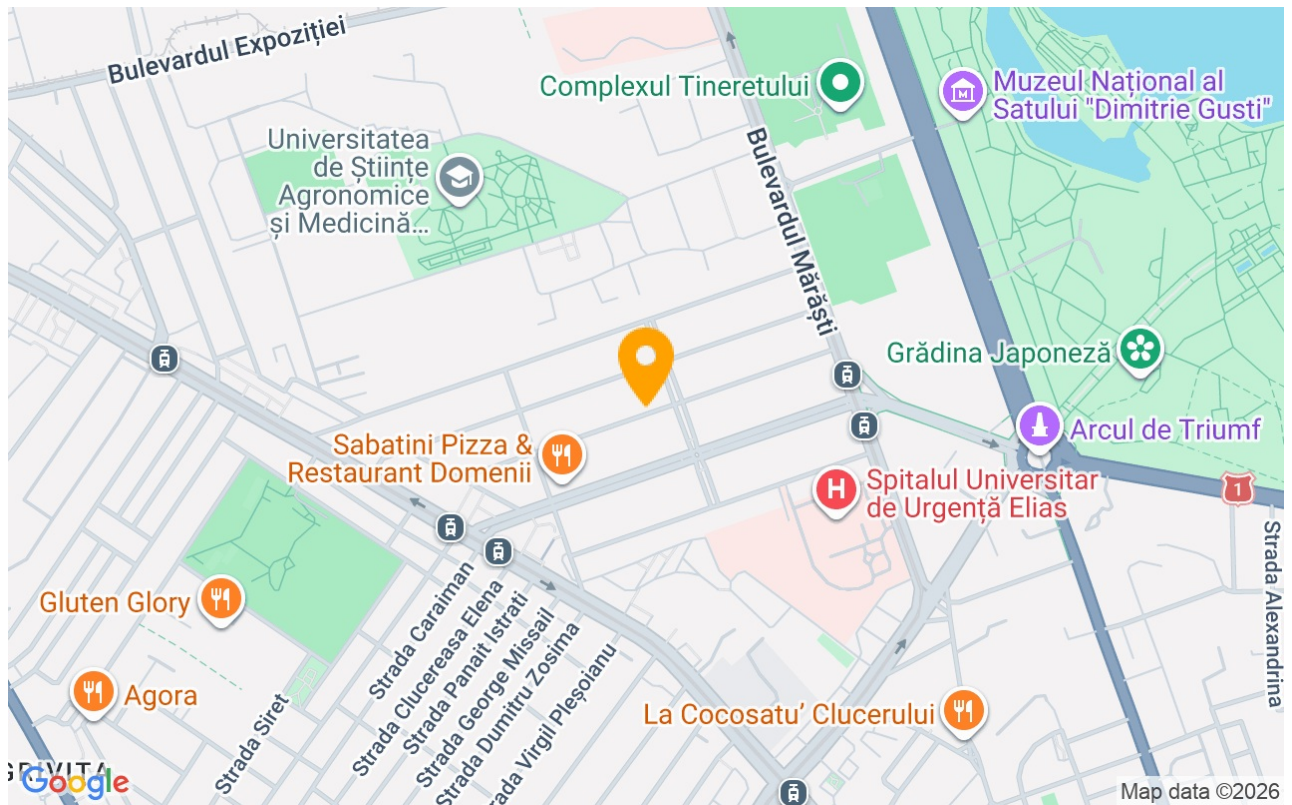 Bulevardul Expoziției
Complexul Tineretului
Muzeul Național al
Satului "Dimitrie Gusti"
Universitatea
de Științe
Agronomice
și Medicină...
Bulevardul Mărăști
Grădina Japoneză
Arcul de Triumf
Sabatini Pizza &
Restaurant Domenii
Spitalul Universitar
de Urgență Elias
H
1
M
Strada Alexandrina
Gluten Glory
Agora
Strada Siret
Strada Caraiman
Strada Clucereasa Elena
Strada Panait Istrati
Strada George Missail
Strada Dumitru Zosima
Virgil Pleșoianu
La Cocosatu’ Clucerului
Google
Map data ©2026